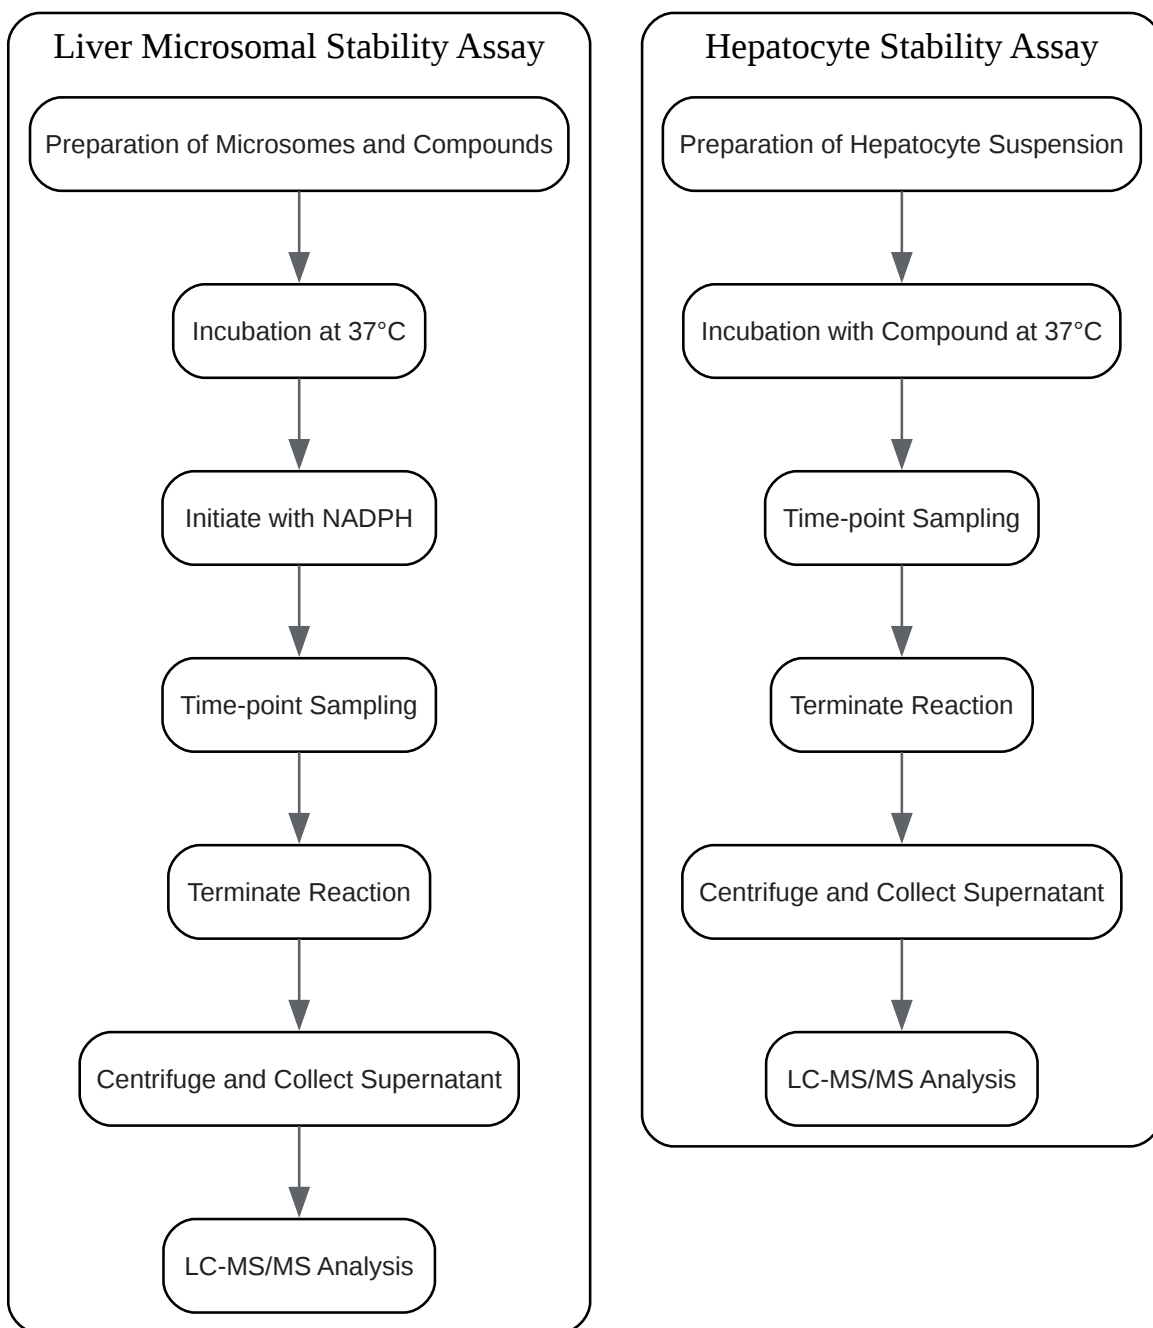 Liver Microsomal Stability Assay
Preparation of Microsomes and Compounds
Incubation at 37°C
Initiate with NADPH
Time-point Sampling
Terminate Reaction
Centrifuge and Collect Supernatant
LC-MS/MS Analysis
Hepatocyte Stability Assay
Preparation of Hepatocyte Suspension
Incubation with Compound at 37°C
Time-point Sampling
Terminate Reaction
Centrifuge and Collect Supernatant
LC-MS/MS Analysis